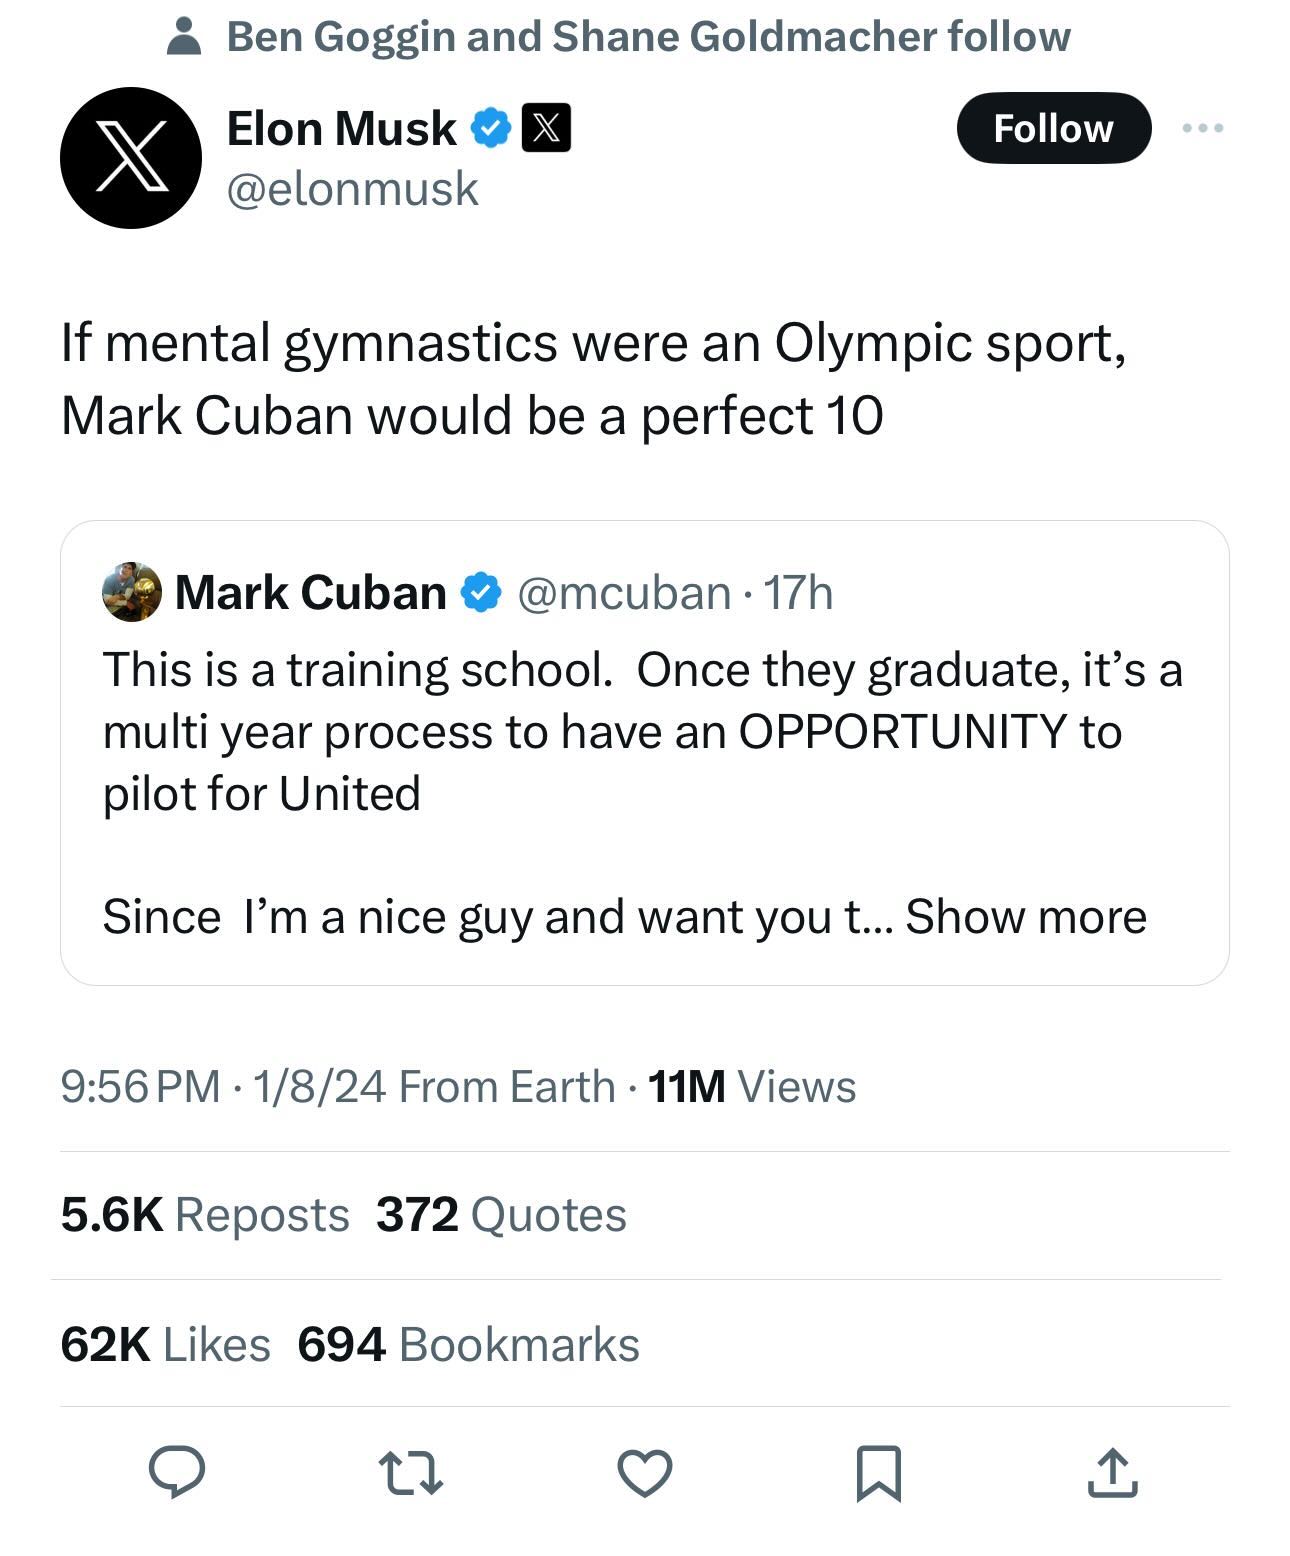 Ben Goggin and Shane Goldmacher follow
Elon Musk
Follow
@elonmusk
If mental gymnastics were an Olympic sport,
Mark Cuban would be a perfect 10
Mark Cuban @mcuban · 17h
This is a training school.  Once they graduate, it’s a
multi year process to have an OPPORTUNITY to
pilot for United
Since  I’m a nice guy and want you t... Show more
9:56 PM · 1/8/24 From Earth · 11M Views
5.6K Reposts  372 Quotes
62K Likes  694 Bookmarks